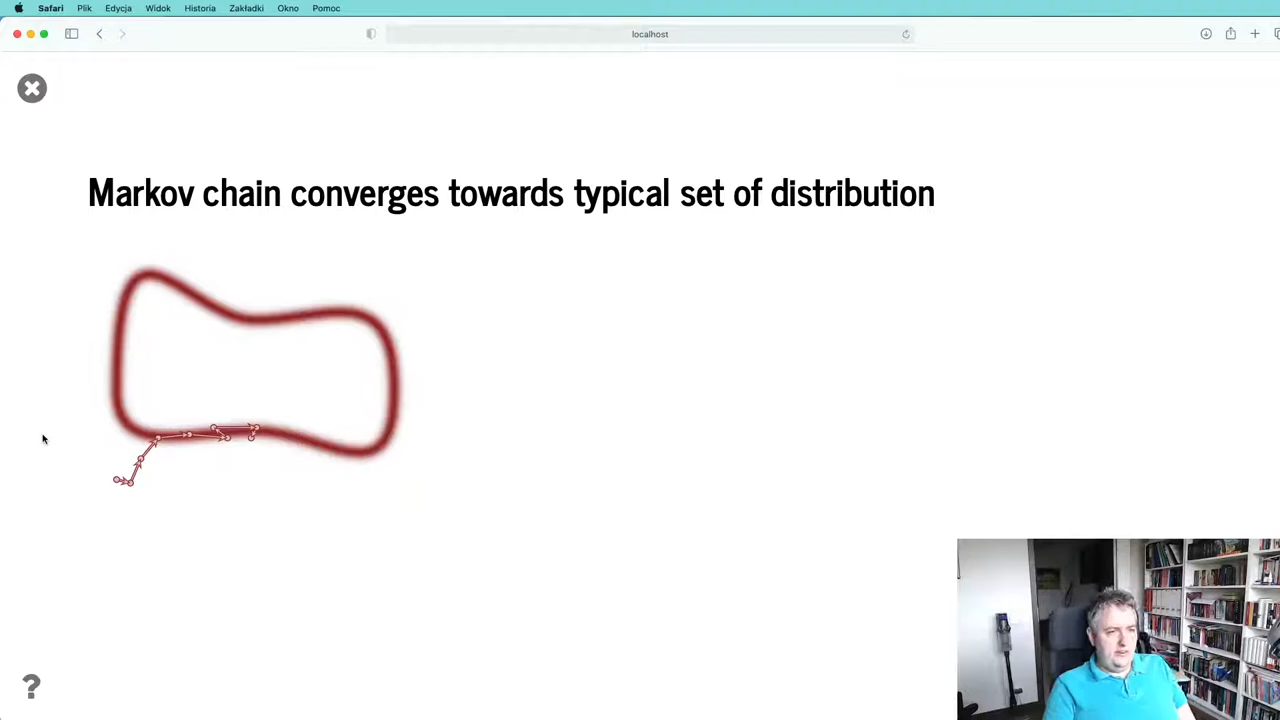 Safari Plik Edycja Widok Historia Zakładki Okno Pomoc
localhost
Markov chain converges towards typical set of distribution
?